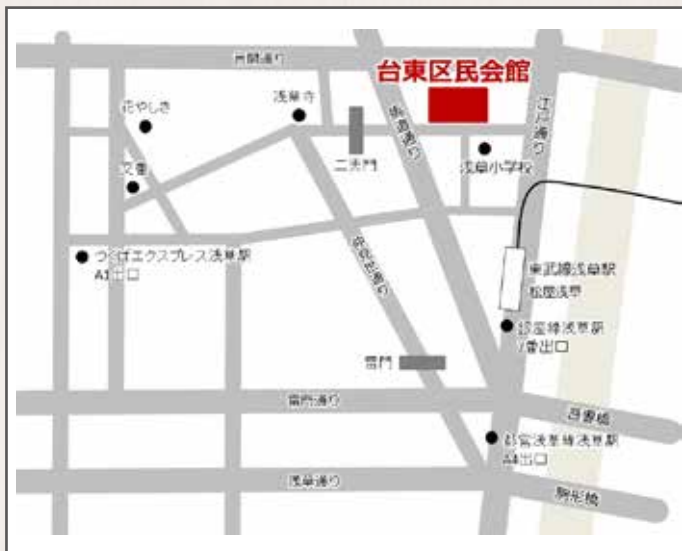 言問通り
台東区民会館
花やしき
浅草寺
馬道通り
江戸通り
交番
二天門
浅草小学校
つくばエクスプレス浅草駅
A1出口
東武線浅草駅
松屋浅草
銀座線浅草駅
7番出口
雷門
雷門通り
吾妻橋
都営浅草線浅草駅
A4出口
浅草通り
駒形橋